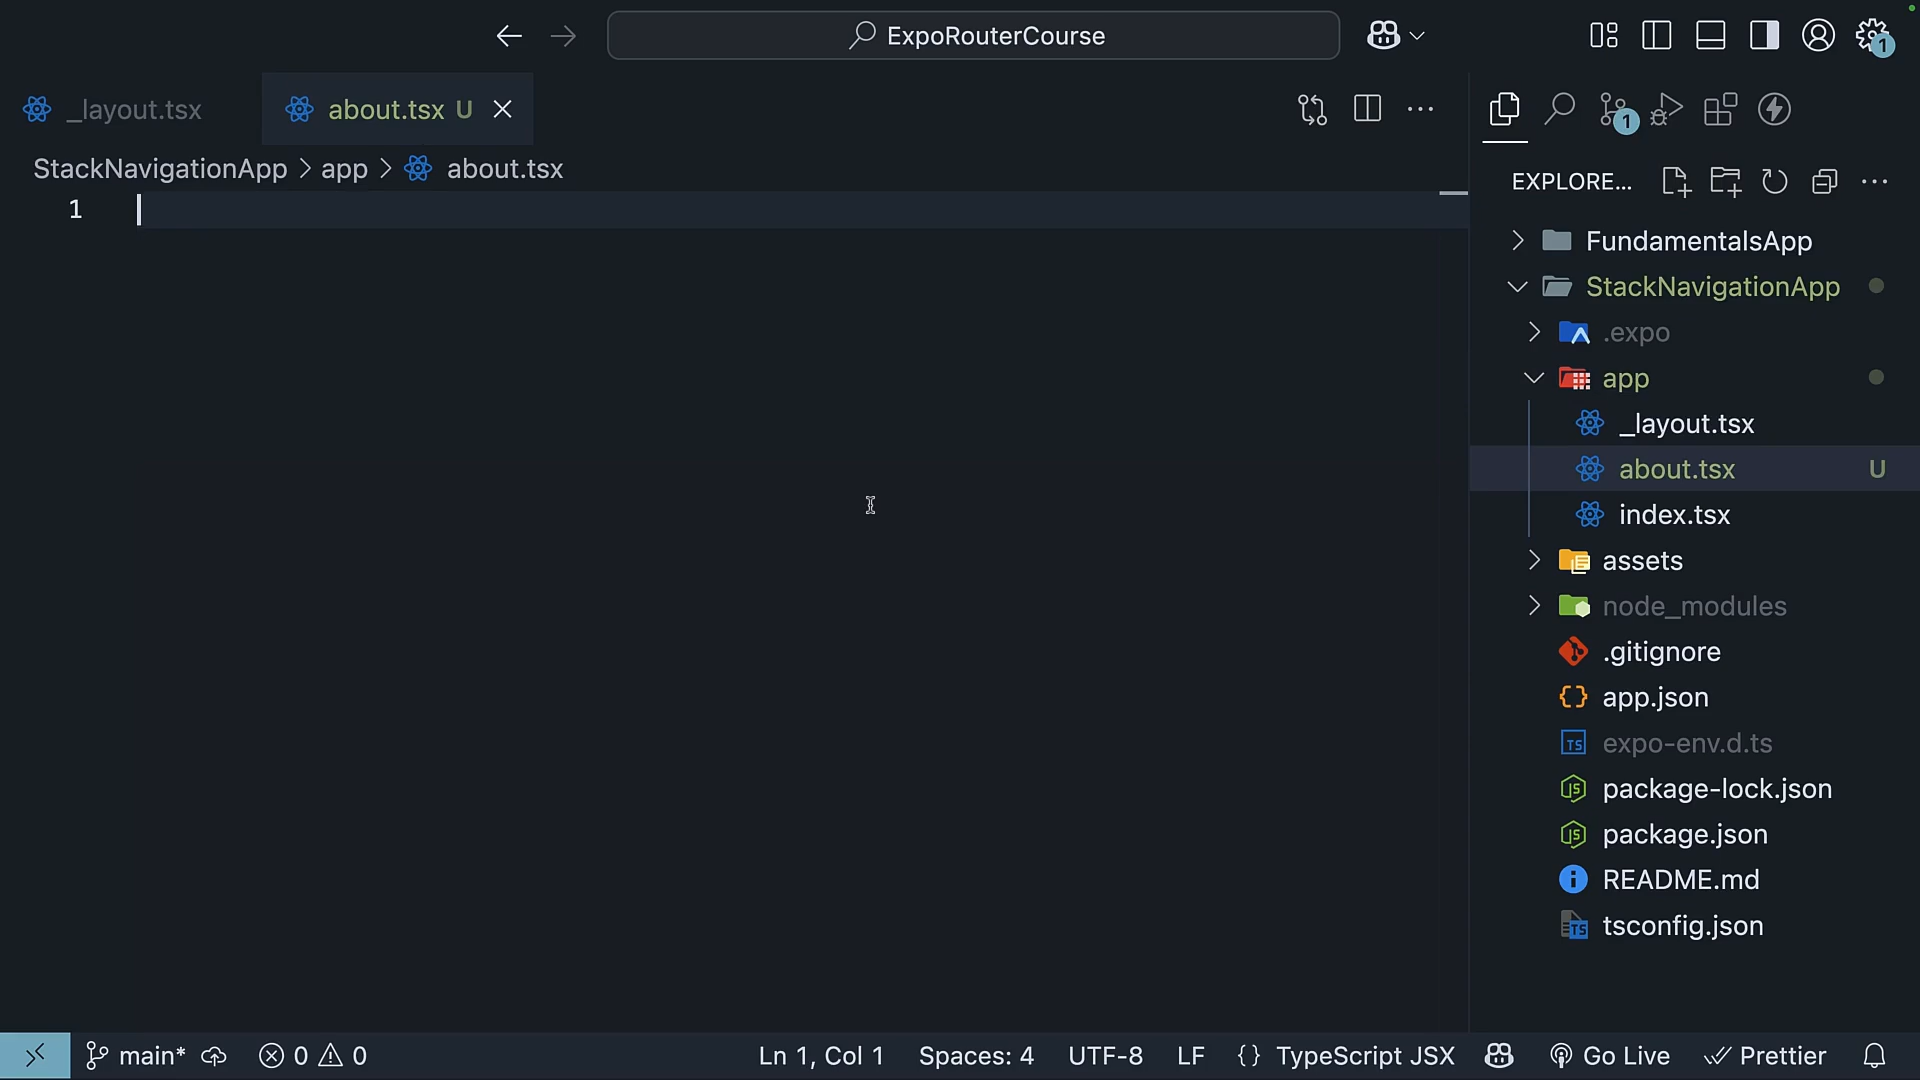 ExpoRouterCourse
1
_layout.tsx
about.tsx U
1
StackNavigationApp > app > about.tsx
1
EXPLORE...
FundamentalsApp
StackNavigationApp
.expo
app
_layout.tsx
about.tsx U
index.tsx
assets
node_modules
.gitignore
app.json
expo-env.d.ts
package-lock.json
package.json
README.md
tsconfig.json
main* 0 0 Ln 1, Col 1 Spaces: 4 UTF-8 LF {} TypeScript JSX Go Live Prettier